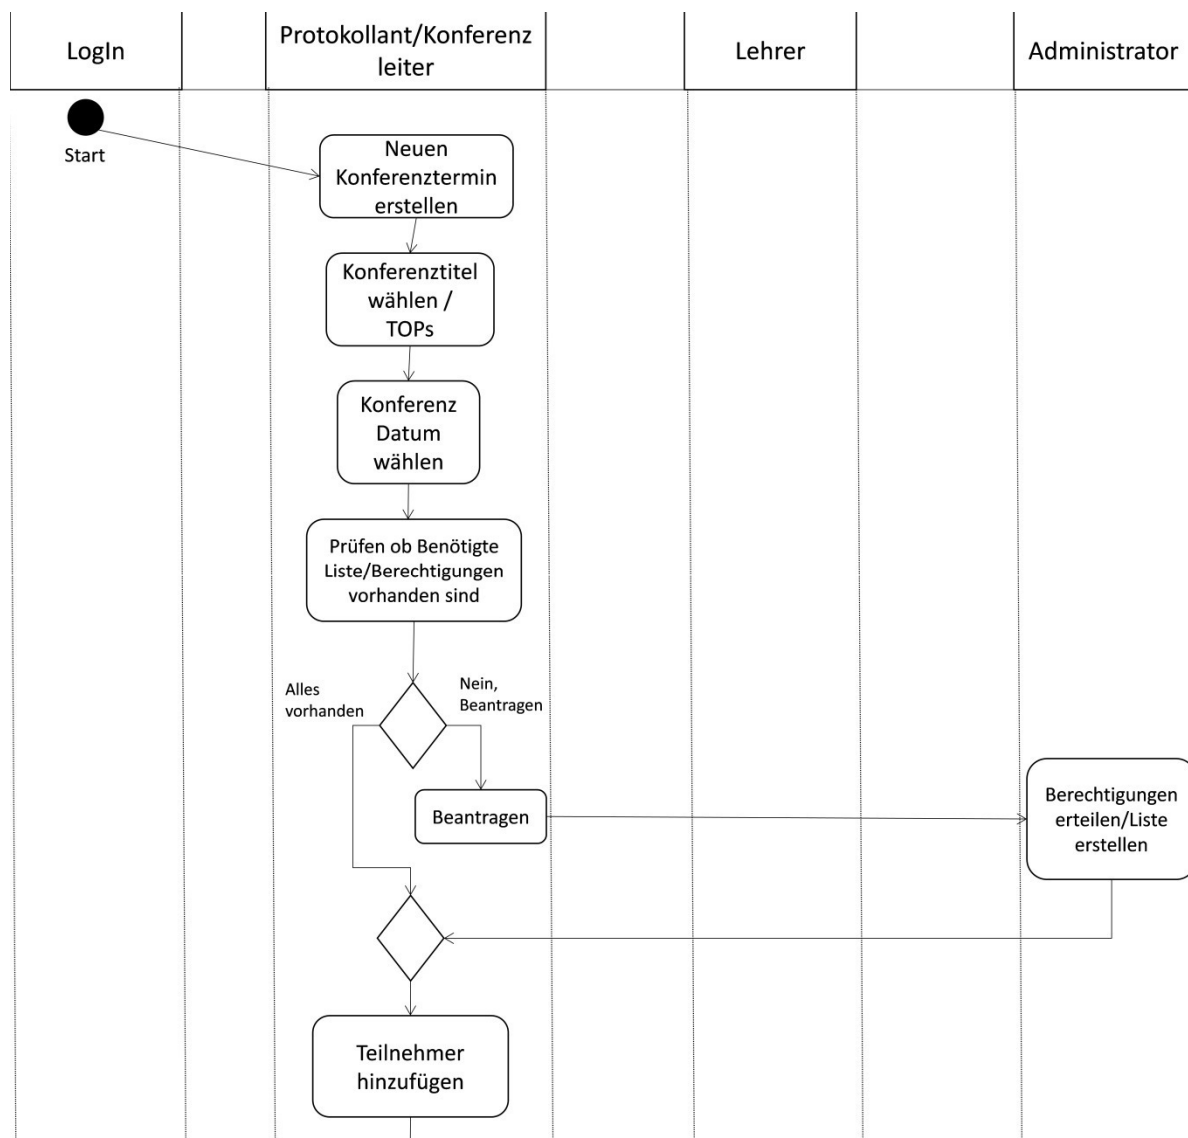 LogIn
Protokollant/Konferenz
leiter
Lehrer
Administrator
Start
Neuen
Konferenztermin
erstellen
Konferenztitel
wählen /
TOPs
Konferenz
Datum
wählen
Prüfen ob Benötigte
Liste/Berechtigungen
vorhanden sind
Alles
vorhanden
Nein,
Beantragen
Beantragen
Berechtigungen
erteilen/Liste
erstellen
Teilnehmer
hinzufügen